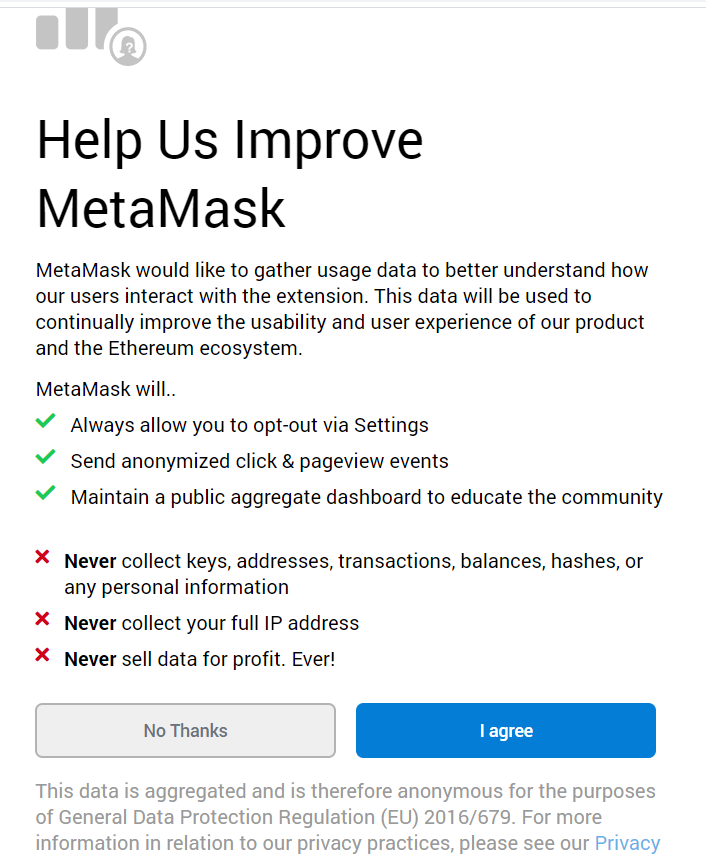 Help Us Improve
MetaMask
MetaMask would like to gather usage data to better understand how
our users interact with the extension. This data will be used to
continually improve the usability and user experience of our product
and the Ethereum ecosystem.
MetaMask will..
Always allow you to opt-out via Settings
Send anonymized click & pageview events
Maintain a public aggregate dashboard to educate the community
Never collect keys, addresses, transactions, balances, hashes, or
any personal information
Never collect your full IP address
Never sell data for profit. Ever!
No Thanks
I agree
This data is aggregated and is therefore anonymous for the purposes
of General Data Protection Regulation (EU) 2016/679. For more
information in relation to our privacy practices, please see our Privacy